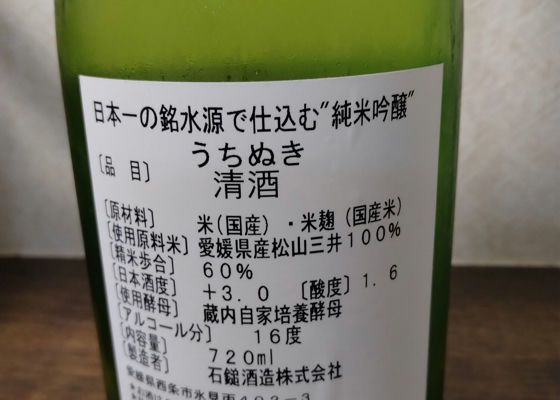 日本一の銘水源で仕込む"純米吟醸"
うちぬき
〔品 目〕 清酒
〔原材料〕 米(国産)・米麹(国産米)
〔使用原料米〕愛媛県産松山三井100%
〔精米歩合〕 60%
〔日本酒度〕 +3.0 〔酸度〕1.6
〔使用酵母〕 蔵内自家培養酵母
〔アルコール分〕 16度
〔内容量〕 720ml
〔製造者〕 石鎚酒造株式会社
愛媛県西条市氷見丙402-3